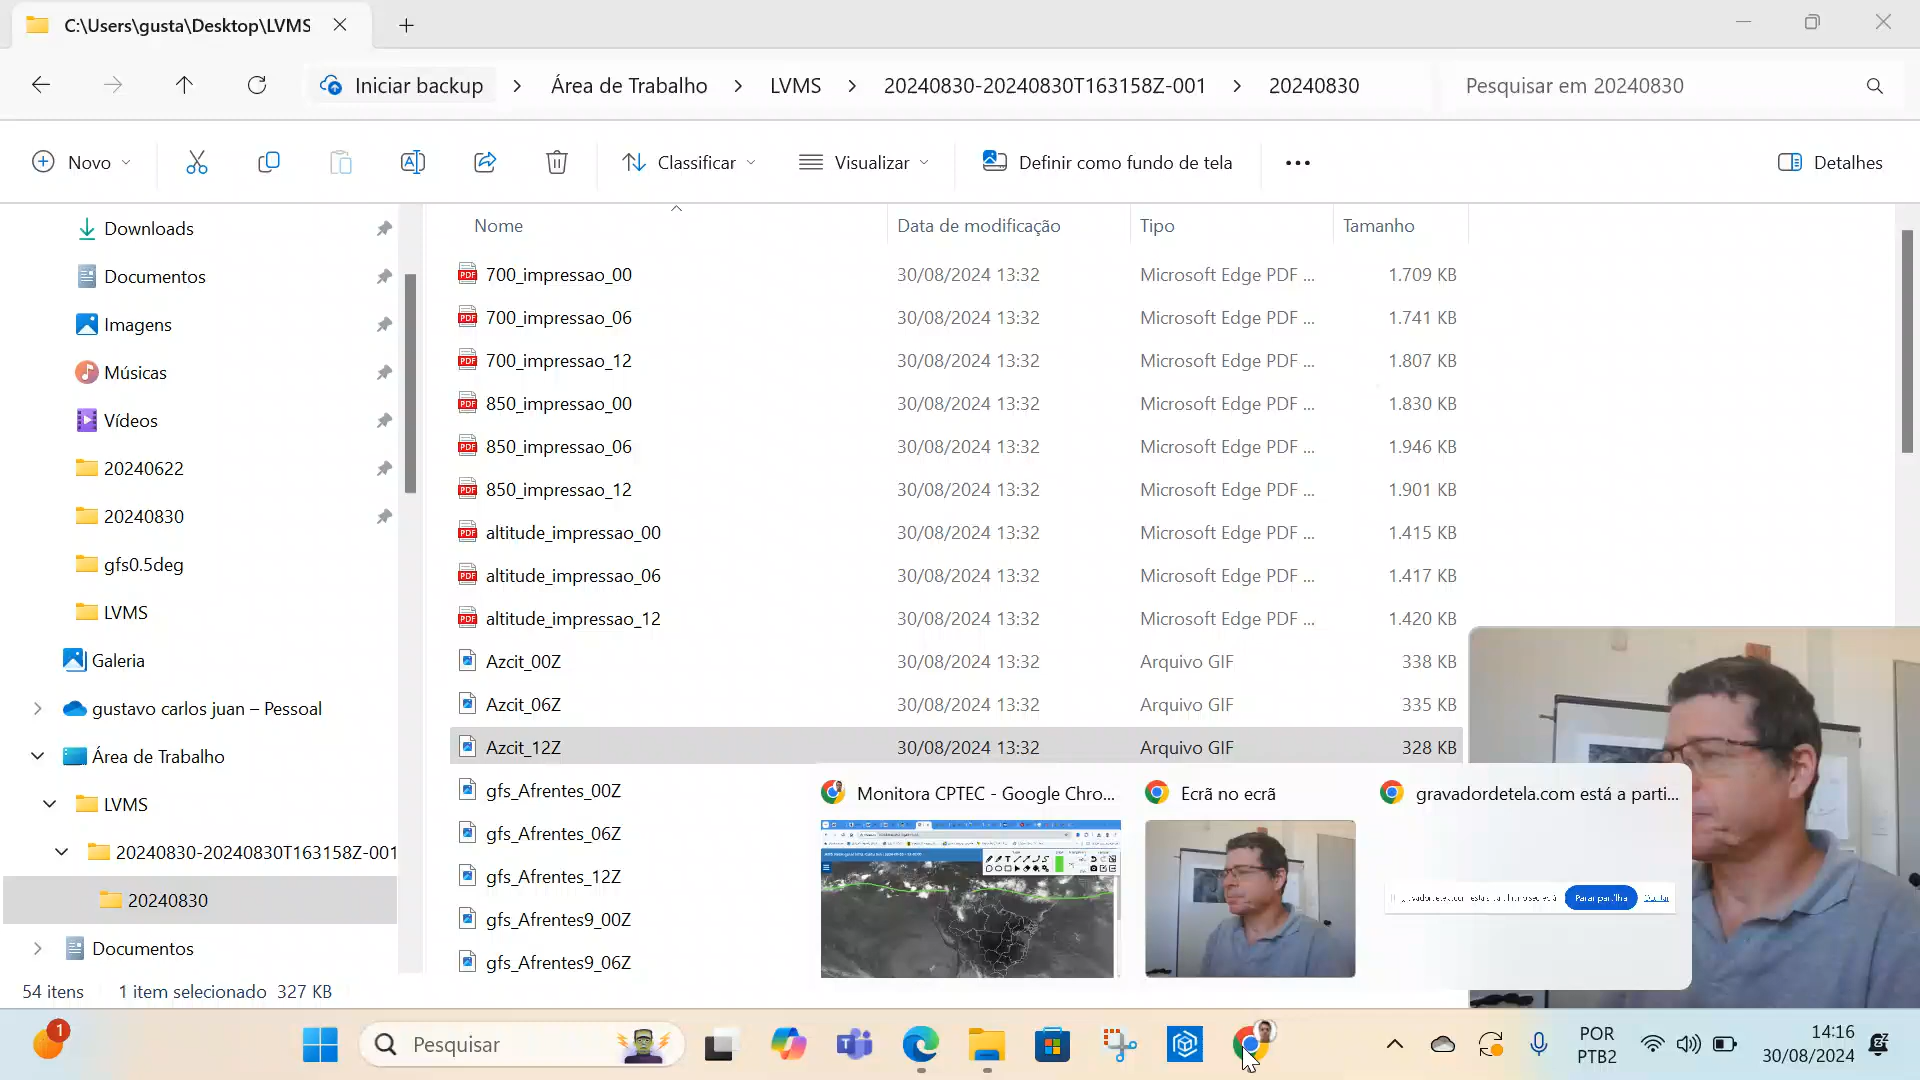 C:\Users\gusta\Desktop\LVMS
Iniciar backup > Área de Trabalho > LVMS > 20240830-20240830T163158Z-001 > 20240830
Pesquisar em 20240830
Novo
Classificar
Visualizar
Definir como fundo de tela
Detalhes
Downloads
Documentos
Imagens
Músicas
Vídeos
20240622
20240830
gfs0.5deg
LVMS
Galeria
gustavo carlos juan – Pessoal
Área de Trabalho
LVMS
20240830-20240830T163158Z-001
20240830
Documentos
Nome Data de modificação Tipo Tamanho
700_impressao_00 30/08/2024 13:32 Microsoft Edge PDF ... 1.709 KB
700_impressao_06 30/08/2024 13:32 Microsoft Edge PDF ... 1.741 KB
700_impressao_12 30/08/2024 13:32 Microsoft Edge PDF ... 1.807 KB
850_impressao_00 30/08/2024 13:32 Microsoft Edge PDF ... 1.830 KB
850_impressao_06 30/08/2024 13:32 Microsoft Edge PDF ... 1.946 KB
850_impressao_12 30/08/2024 13:32 Microsoft Edge PDF ... 1.901 KB
altitude_impressao_00 30/08/2024 13:32 Microsoft Edge PDF ... 1.415 KB
altitude_impressao_06 30/08/2024 13:32 Microsoft Edge PDF ... 1.417 KB
altitude_impressao_12 30/08/2024 13:32 Microsoft Edge PDF ... 1.420 KB
Azcit_00Z 30/08/2024 13:32 Arquivo GIF 338 KB
Azcit_06Z 30/08/2024 13:32 Arquivo GIF 335 KB
Azcit_12Z 30/08/2024 13:32 Arquivo GIF 328 KB
gfs_Afrentes_00Z
gfs_Afrentes_06Z
gfs_Afrentes_12Z
gfs_Afrentes9_00Z
gfs_Afrentes9_06Z
Monitora CPTEC - Google Chro...
Ecrã no ecrã
gravadordetela.com está a parti...
Parar partilha
54 itens 1 item selecionado 327 KB
1
Pesquisar
POR
PTB2
14:16
30/08/2024